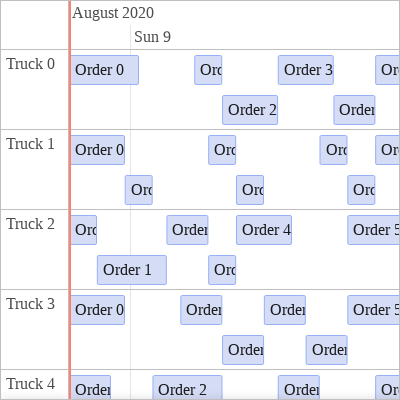 August 2020
Sun 9
Truck 0
Order 0
Orc
Order 3
Or
Order 2
Order
Truck 1
Order 0
Orc
Orc
Or
Orc
Orc
Orc
Truck 2
Orc
Order
Order 4
Order 5
Order 1
Orc
Truck 3
Order 0
Order
Order
Order 5
Order
Order
Truck 4
Order
Order 2
Order
Or